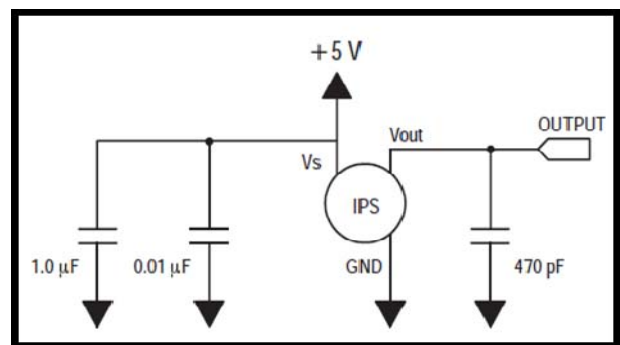 +5 V
OUTPUT
Vout
Vs
IPS
1.0 μF
0.01 μF
GND
470 pF